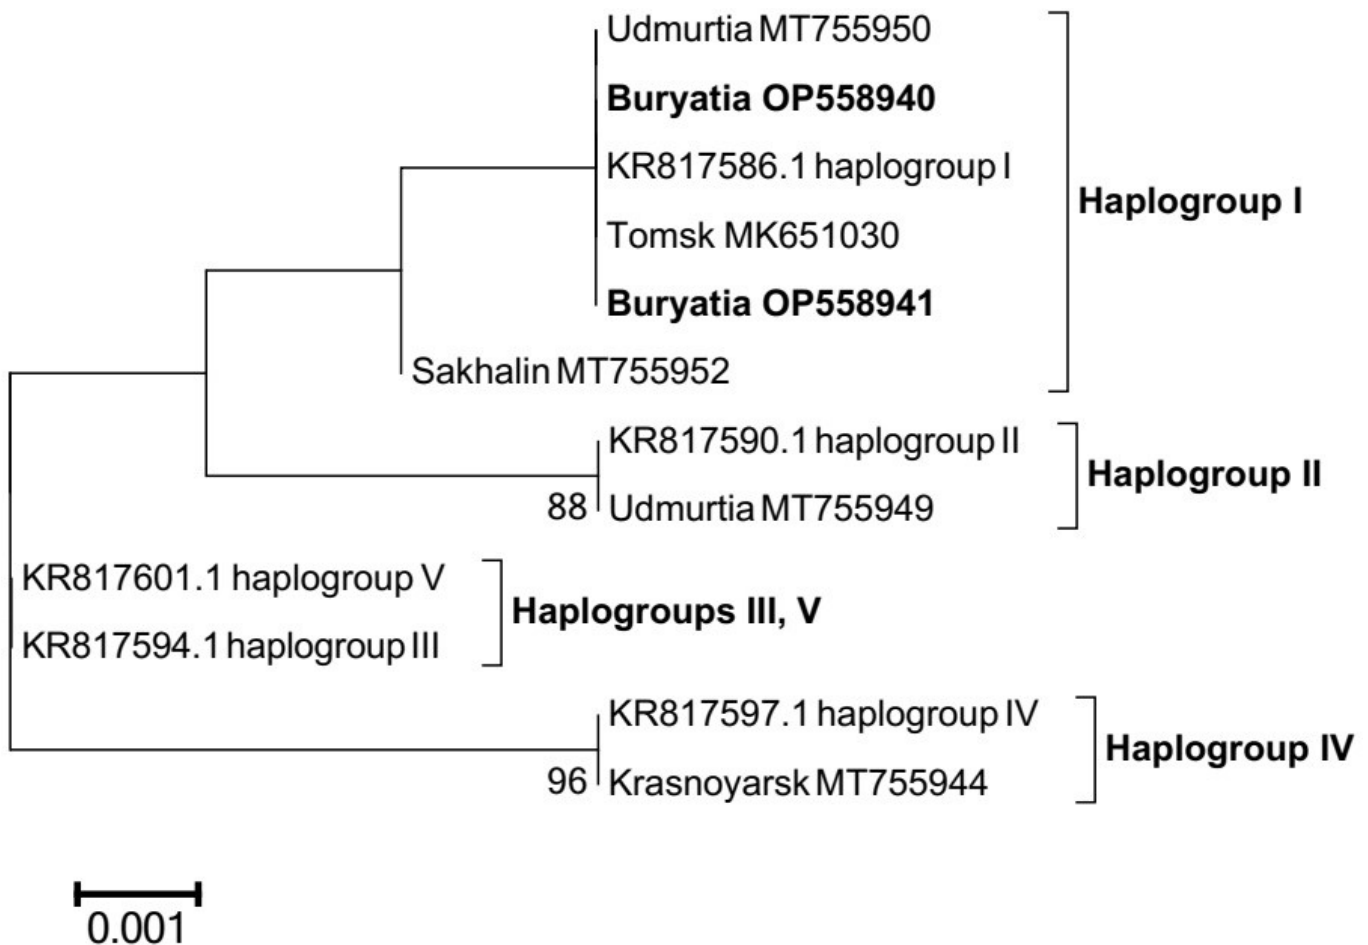 Udmurtia MT755950
Buryatia OP558940
KR817586.1 haplogroup I
Tomsk MK651030
Buryatia OP558941
Haplogroup I
Sakhalin MT755952
KR817590.1 haplogroup II
88 Udmurtia MT755949
Haplogroup II
KR817601.1 haplogroup V
KR817594.1 haplogroup III
Haplogroups III, V
KR817597.1 haplogroup IV
96 Krasnoyarsk MT755944
Haplogroup IV
0.001